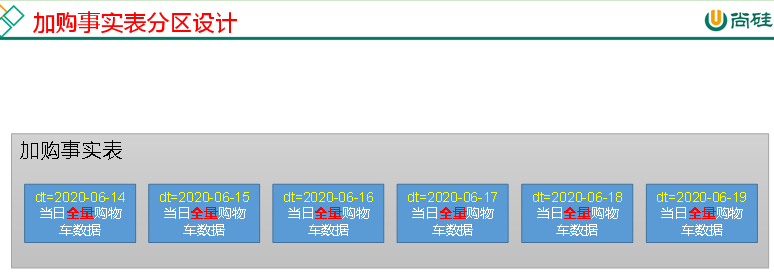 加购事实表分区设计
尚硅
加购事实表
dt=2020-06-14
当日全量购物
车数据
dt=2020-06-15
当日全量购物
车数据
dt=2020-06-16
当日全量购物
车数据
dt=2020-06-17
当日全量购物
车数据
dt=2020-06-18
当日全量购物
车数据
dt=2020-06-19
当日全量购物
车数据